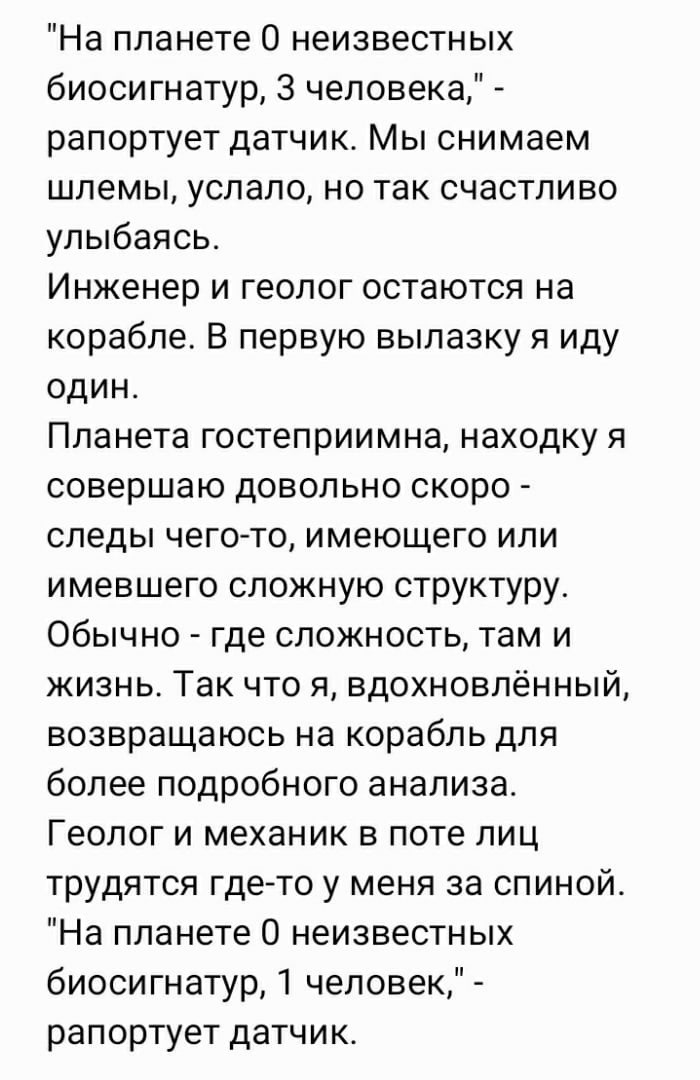 "На планете 0 неизвестных
биосигнатур, 3 человека," -
рапортует датчик. Мы снимаем
шлемы, услало, но так счастливо
улыбаясь.
Инженер и геолог остаются на
корабле. В первую вылазку я иду
один.
Планета гостеприимна, находку я
совершаю довольно скоро -
следы чего-то, имеющего или
имевшего сложную структуру.
Обычно - где сложность, там и
жизнь. Так что я, вдохновлённый,
возвращаюсь на корабль для
более подробного анализа.
Геолог и механик в поте лиц
трудятся где-то у меня за спиной.
"На планете 0 неизвестных
биосигнатур, 1 человек," -
рапортует датчик.